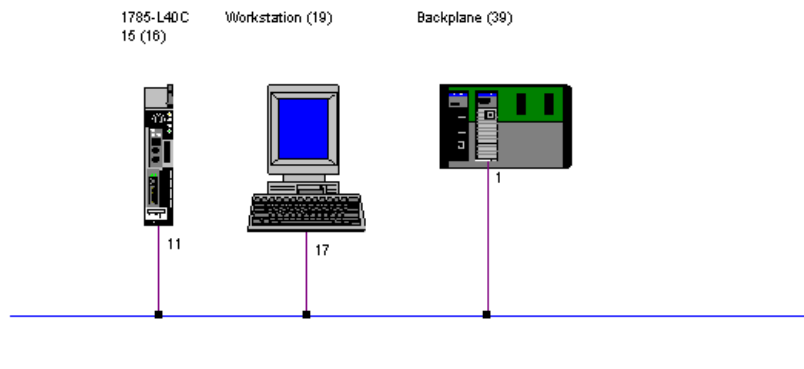 1785-L40C
15 (16)
Workstation (19)
Backplane (39)
11
17
1